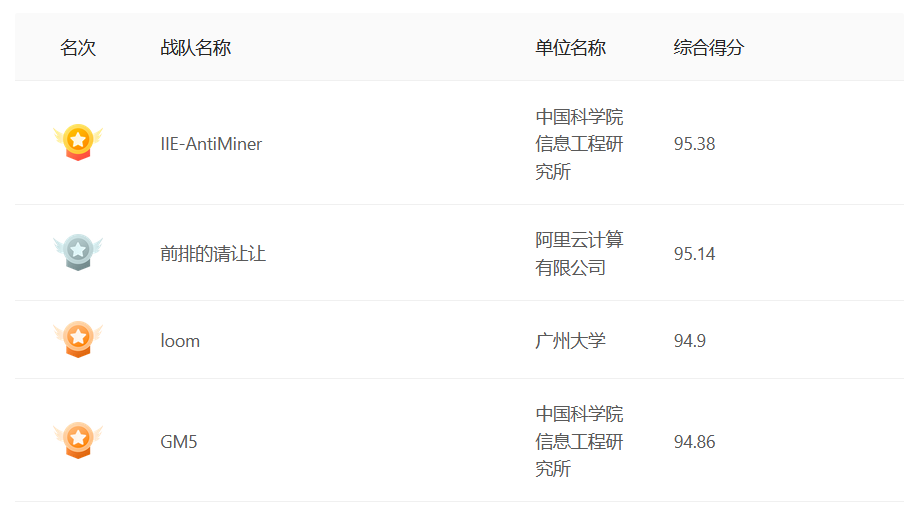 名次 战队名称 单位名称 综合得分
IIE-AntiMiner 中国科学院信息工程研究所 95.38
前排的请让让 阿里云计算有限公司 95.14
loom 广州大学 94.9
GM5 中国科学院信息工程研究所 94.86